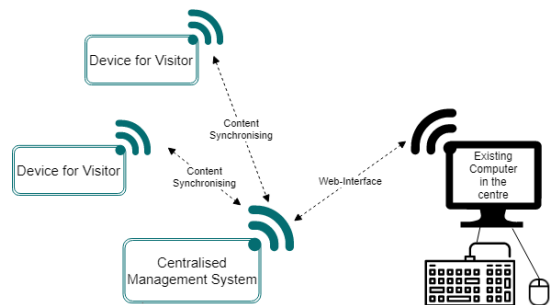 Device for Visitor
Content
Synchronising
Device for Visitor
Content
Synchronising
Web-Interface
Existing
Computer
in the
centre
Centralised
Management System